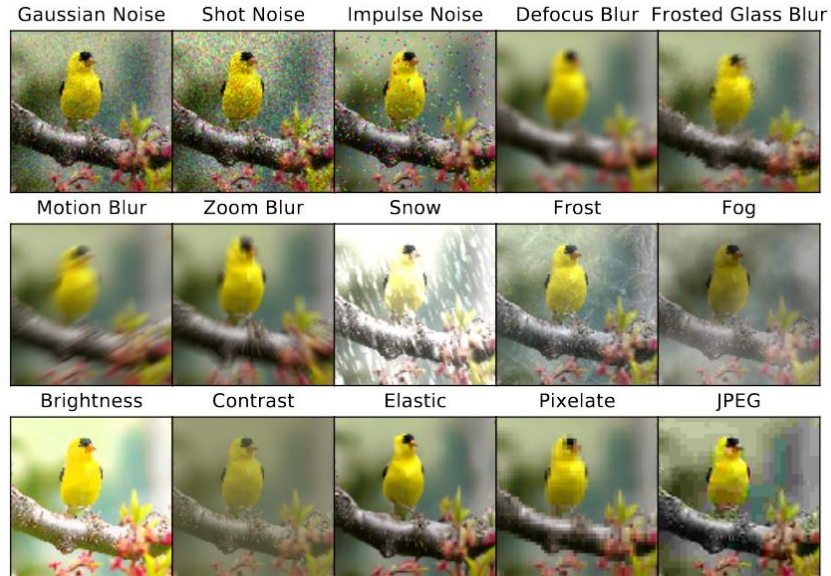 Gaussian Noise Shot Noise Impulse Noise Defocus Blur Frosted Glass Blur
Motion Blur Zoom Blur Snow Frost Fog
Brightness Contrast Elastic Pixelate JPEG